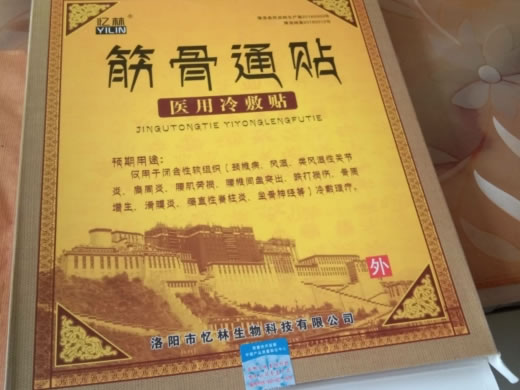 忆林®
YILIN
筋骨通贴
医用冷敷贴
JINGUTONGTIE YIYONGLENGFUTIE
预期用途:
仅用于闭合性软组织(颈椎病、风湿、类风湿性关节
炎、肩周炎、腰肌劳损、腰椎间盘突出、跌打损伤、骨质
增生、滑膜炎、强直性脊柱炎、坐骨神经等)冷敷理疗。
外
洛阳市忆林生物科技有限公司